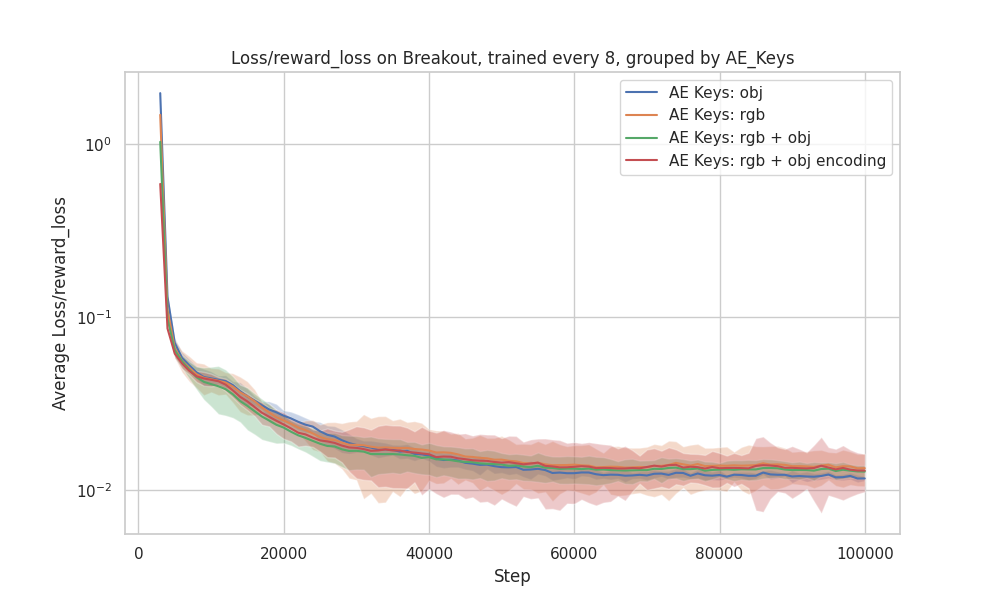 Loss/reward_loss on Breakout, trained every 8, grouped by AE_Keys
AE Keys: obj
AE Keys: rgb
AE Keys: rgb + obj
AE Keys: rgb + obj encoding
Average Loss/reward_loss
10⁰
10⁻¹
10⁻²
0
20000
40000
60000
80000
100000
Step